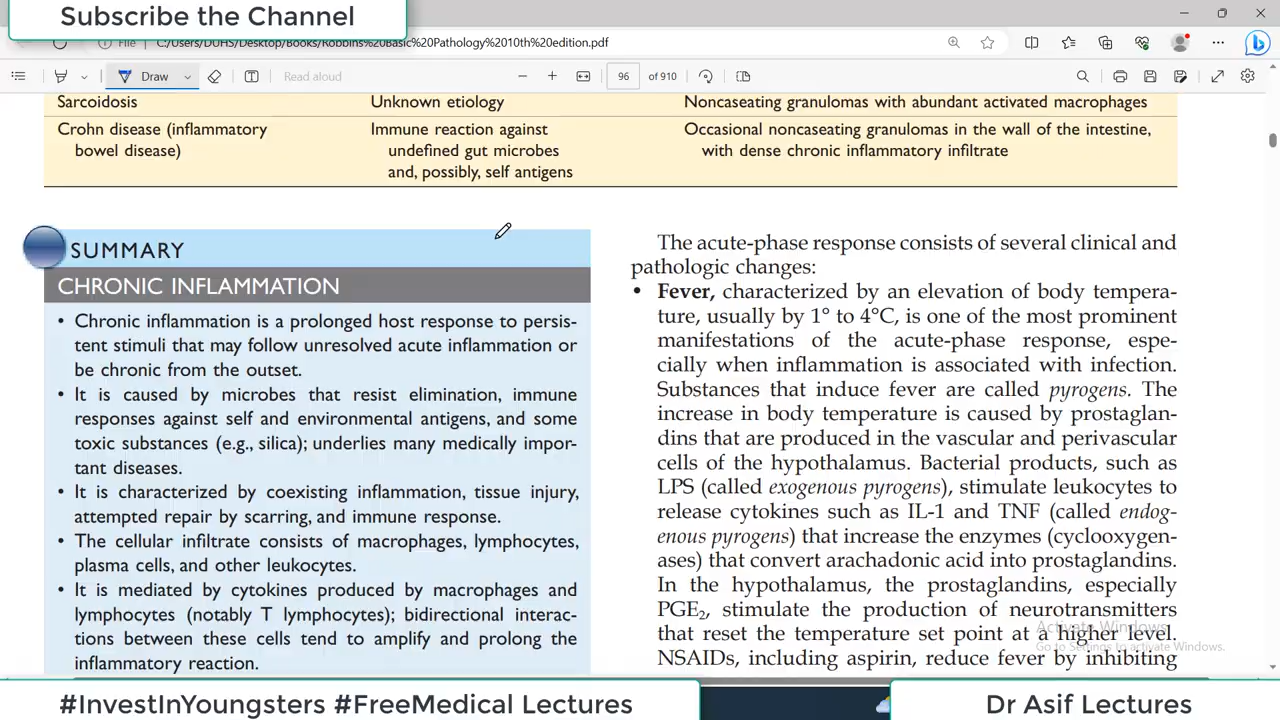 Subscribe the Channel
File C:/Users/DUHS/Desktop/Books/Robbins%20Basic%20Pathology%2010th%20edition.pdf
Draw
Read aloud
96 of 910
Sarcoidosis Unknown etiology Noncaseating granulomas with abundant activated macrophages
Crohn disease (inflammatory Immune reaction against Occasional noncaseating granulomas in the wall of the intestine,
bowel disease) undefined gut microbes with dense chronic inflammatory infiltrate
and, possibly, self antigens
SUMMARY
CHRONIC INFLAMMATION
• Chronic inflammation is a prolonged host response to persis-
tent stimuli that may follow unresolved acute inflammation or
be chronic from the outset.
• It is caused by microbes that resist elimination, immune
responses against self and environmental antigens, and some
toxic substances (e.g., silica); underlies many medically impor-
tant diseases.
• It is characterized by coexisting inflammation, tissue injury,
attempted repair by scarring, and immune response.
• The cellular infiltrate consists of macrophages, lymphocytes,
plasma cells, and other leukocytes.
• It is mediated by cytokines produced by macrophages and
lymphocytes (notably T lymphocytes); bidirectional interac-
tions between these cells tend to amplify and prolong the
inflammatory reaction.
The acute-phase response consists of several clinical and
pathologic changes:
• Fever, characterized by an elevation of body tempera-
ture, usually by 1° to 4°C, is one of the most prominent
manifestations of the acute-phase response, espe-
cially when inflammation is associated with infection.
Substances that induce fever are called pyrogens. The
increase in body temperature is caused by prostaglan-
dins that are produced in the vascular and perivascular
cells of the hypothalamus. Bacterial products, such as
LPS (called exogenous pyrogens), stimulate leukocytes to
release cytokines such as IL-1 and TNF (called endog-
enous pyrogens) that increase the enzymes (cyclooxygen-
ases) that convert arachadonic acid into prostaglandins.
In the hypothalamus, the prostaglandins, especially
PGE₂, stimulate the production of neurotransmitters
that reset the temperature set point at a higher level.
NSAIDs, including aspirin, reduce fever by inhibiting
Activate Windows
Go to Settings to activate Windows.
#InvestInYoungsters #FreeMedical Lectures
Dr Asif Lectures